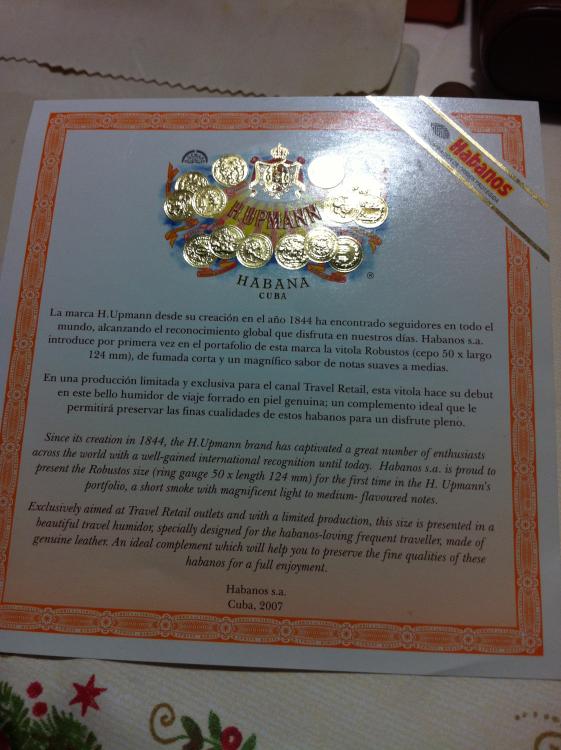 Habanos
H.UPMANN
HABANA
CUBA
®
La marca H.Upmann desde su creación en el año 1844 ha encontrado seguidores en todo el
mundo, alcanzando el reconocimiento global que disfruta en nuestros días. Habanos s.a.
introduce por primera vez en el portafolio de esta marca la vitola Robustos (cepo 50 x largo
124 mm), de fumada corta y un magnífico sabor de notas suaves a medias.
En una producción limitada y exclusiva para el canal Travel Retail, esta vitola hace su debut
en este bello humidor de viaje forrado en piel genuina; un complemento ideal que le
permitirá preservar las finas cualidades de estos habanos para un disfrute pleno.
Since its creation in 1844, the H.Upmann brand has captivated a great number of enthusiasts
across the world with a well-gained international recognition until today. Habanos s.a. is proud to
present the Robustos size (ring gauge 50 x length 124 mm) for the first time in the H. Upmann's
portfolio, a short smoke with magnificent light to medium- flavoured notes.
Exclusively aimed at Travel Retail outlets and with a limited production, this size is presented in a
beautiful travel humidor, specially designed for the habanos-loving frequent traveller, made of
genuine leather. An ideal complement which will help you to preserve the fine qualities of these
habanos for a full enjoyment.
Habanos s.a.
Cuba, 2007